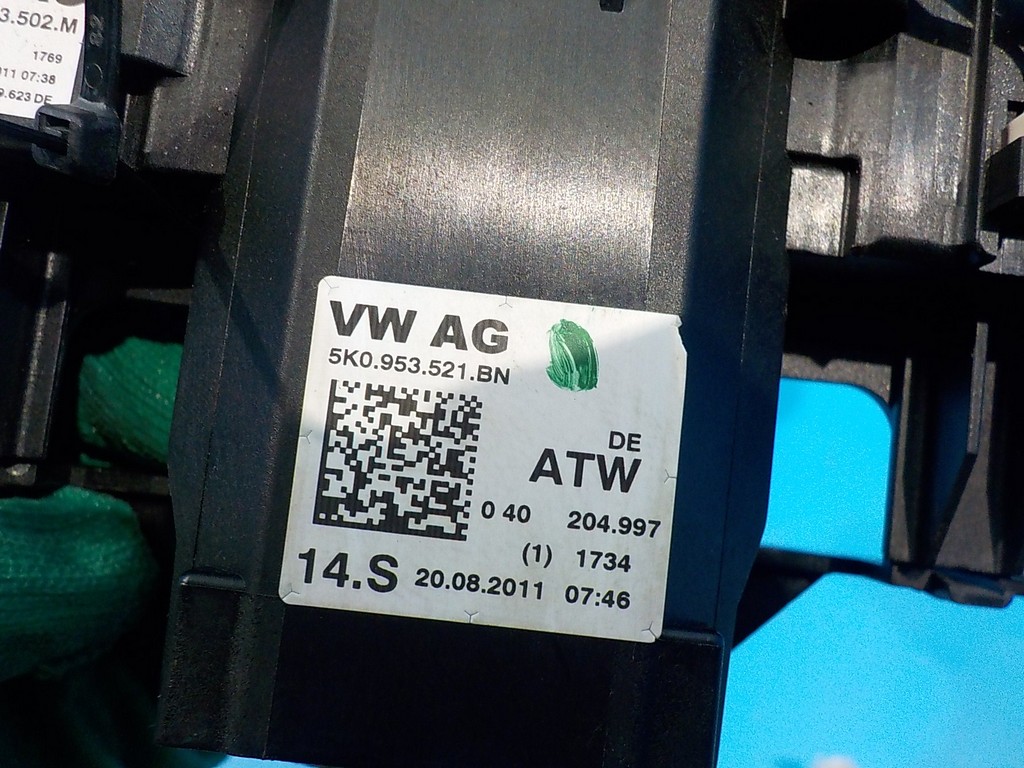 3.502.M
1769
11 07:38
9.623 DE
VW AG
5K0.953.521.BN
DE
ATW
0 40 204.997
(1) 1734
14.S 20.08.2011 07:46